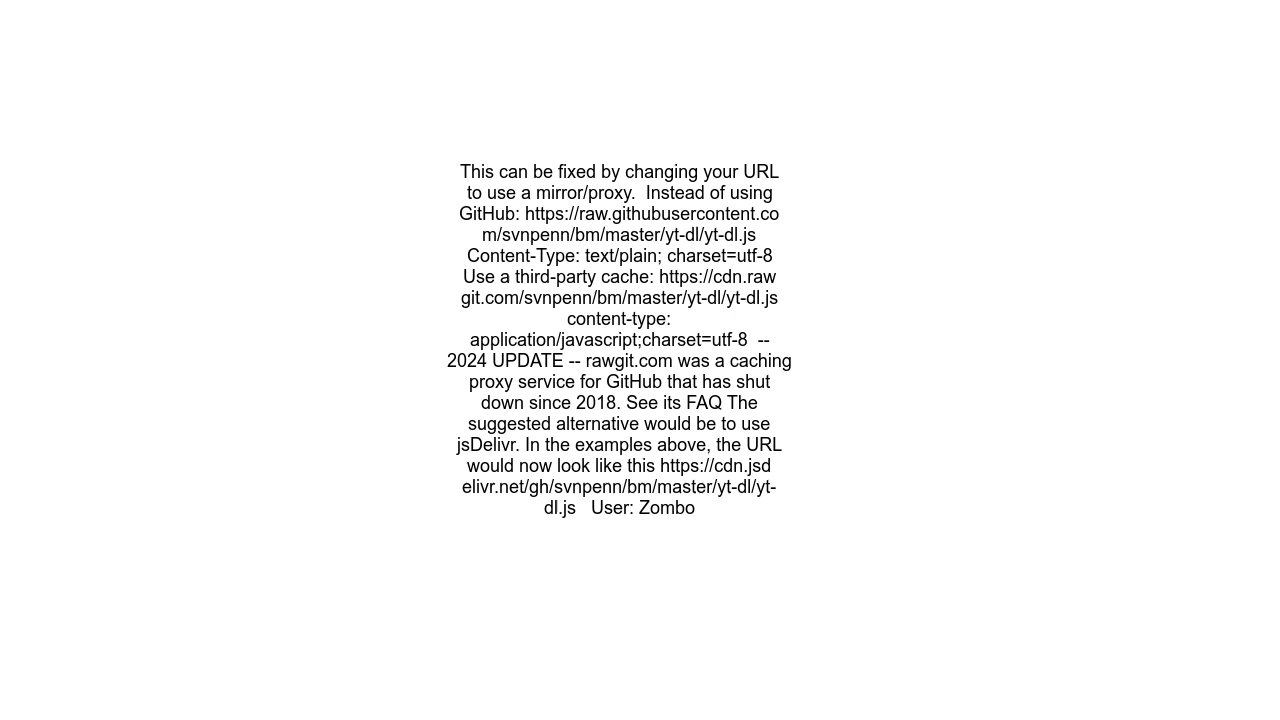 This can be fixed by changing your URL
to use a mirror/proxy.  Instead of using
GitHub: https://raw.githubusercontent.co
m/svnpenn/bm/master/yt-dl/yt-dl.js
Content-Type: text/plain; charset=utf-8
Use a third-party cache: https://cdn.raw
git.com/svnpenn/bm/master/yt-dl/yt-dl.js
content-type:
application/javascript;charset=utf-8  --
2024 UPDATE -- rawgit.com was a caching
proxy service for GitHub that has shut
down since 2018. See its FAQ The
suggested alternative would be to use
jsDelivr. In the examples above, the URL
would now look like this https://cdn.jsd
elivr.net/gh/svnpenn/bm/master/yt-dl/yt-
dl.js   User: Zombo